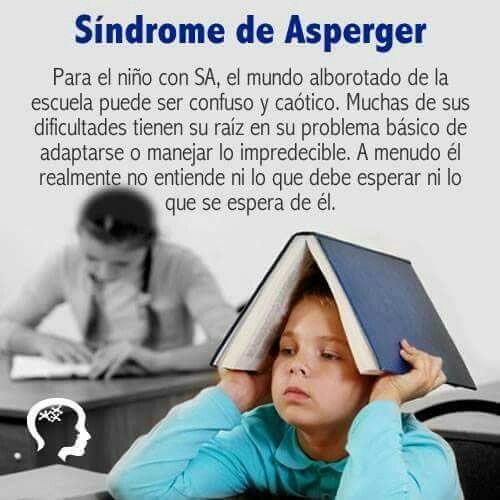 Síndrome de Asperger
Para el niño con SA, el mundo alborotado de la
escuela puede ser confuso y caótico. Muchas de sus
dificultades tienen su raíz en su problema básico de
adaptarse o manejar lo impredecible. A menudo él
realmente no entiende ni lo que debe esperar ni lo
que se espera de él.